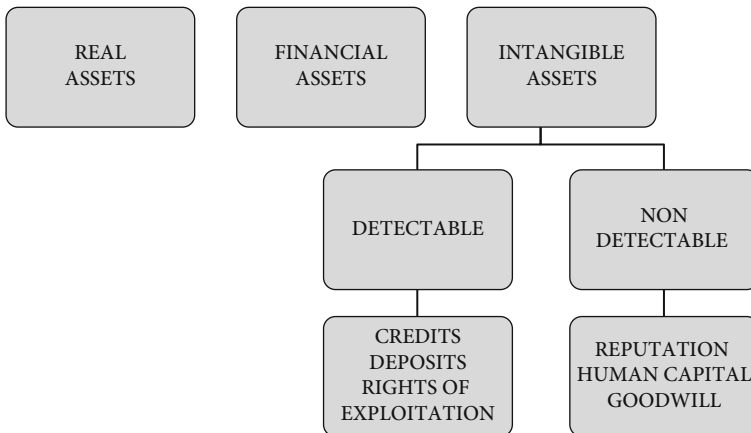 REAL
ASSETS
FINANCIAL
ASSETS
INTANGIBLE
ASSETS
DETECTABLE
NON
DETECTABLE
CREDITS
DEPOSITS
RIGHTS OF
EXPLOITATION
REPUTATION
HUMAN CAPITAL
GOODWILL